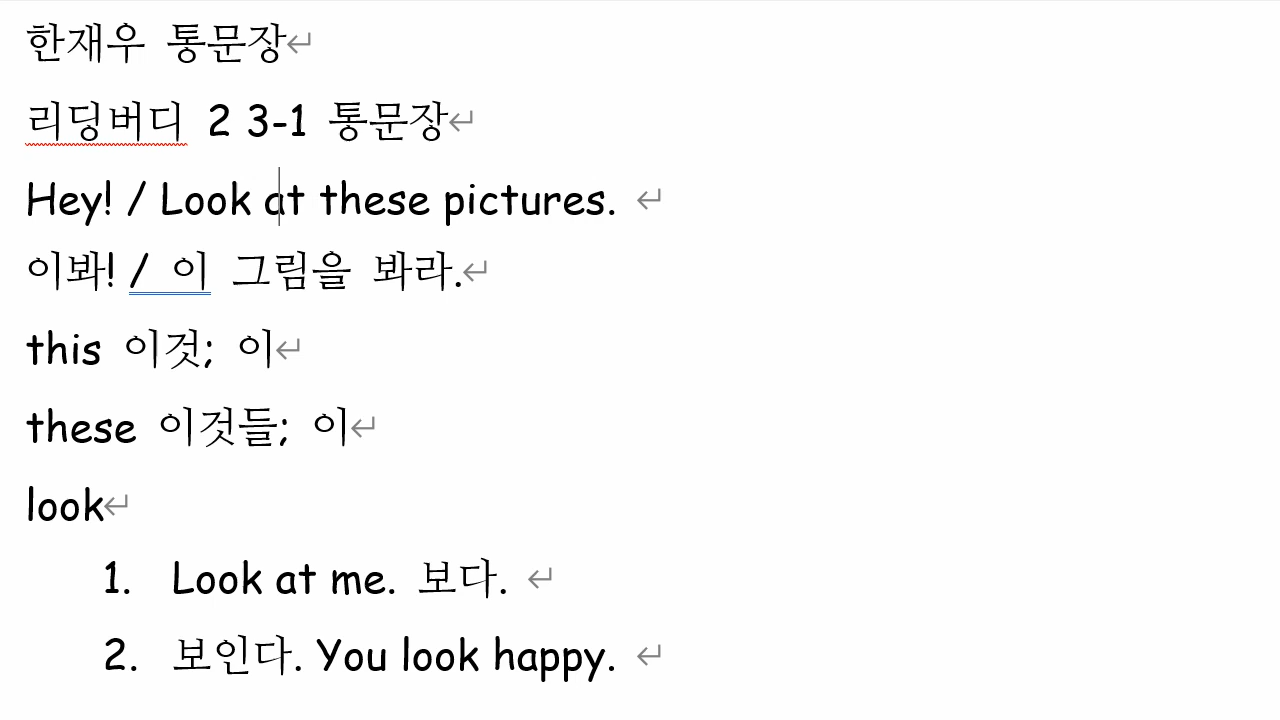 한재우 통문장
리딩버디 2 3-1 통문장
Hey! / Look at these pictures.
이봐! / 이 그림을 봐라.
this 이것; 이
these 이것들; 이
look
1. Look at me. 보다.
2. 보인다. You look happy.